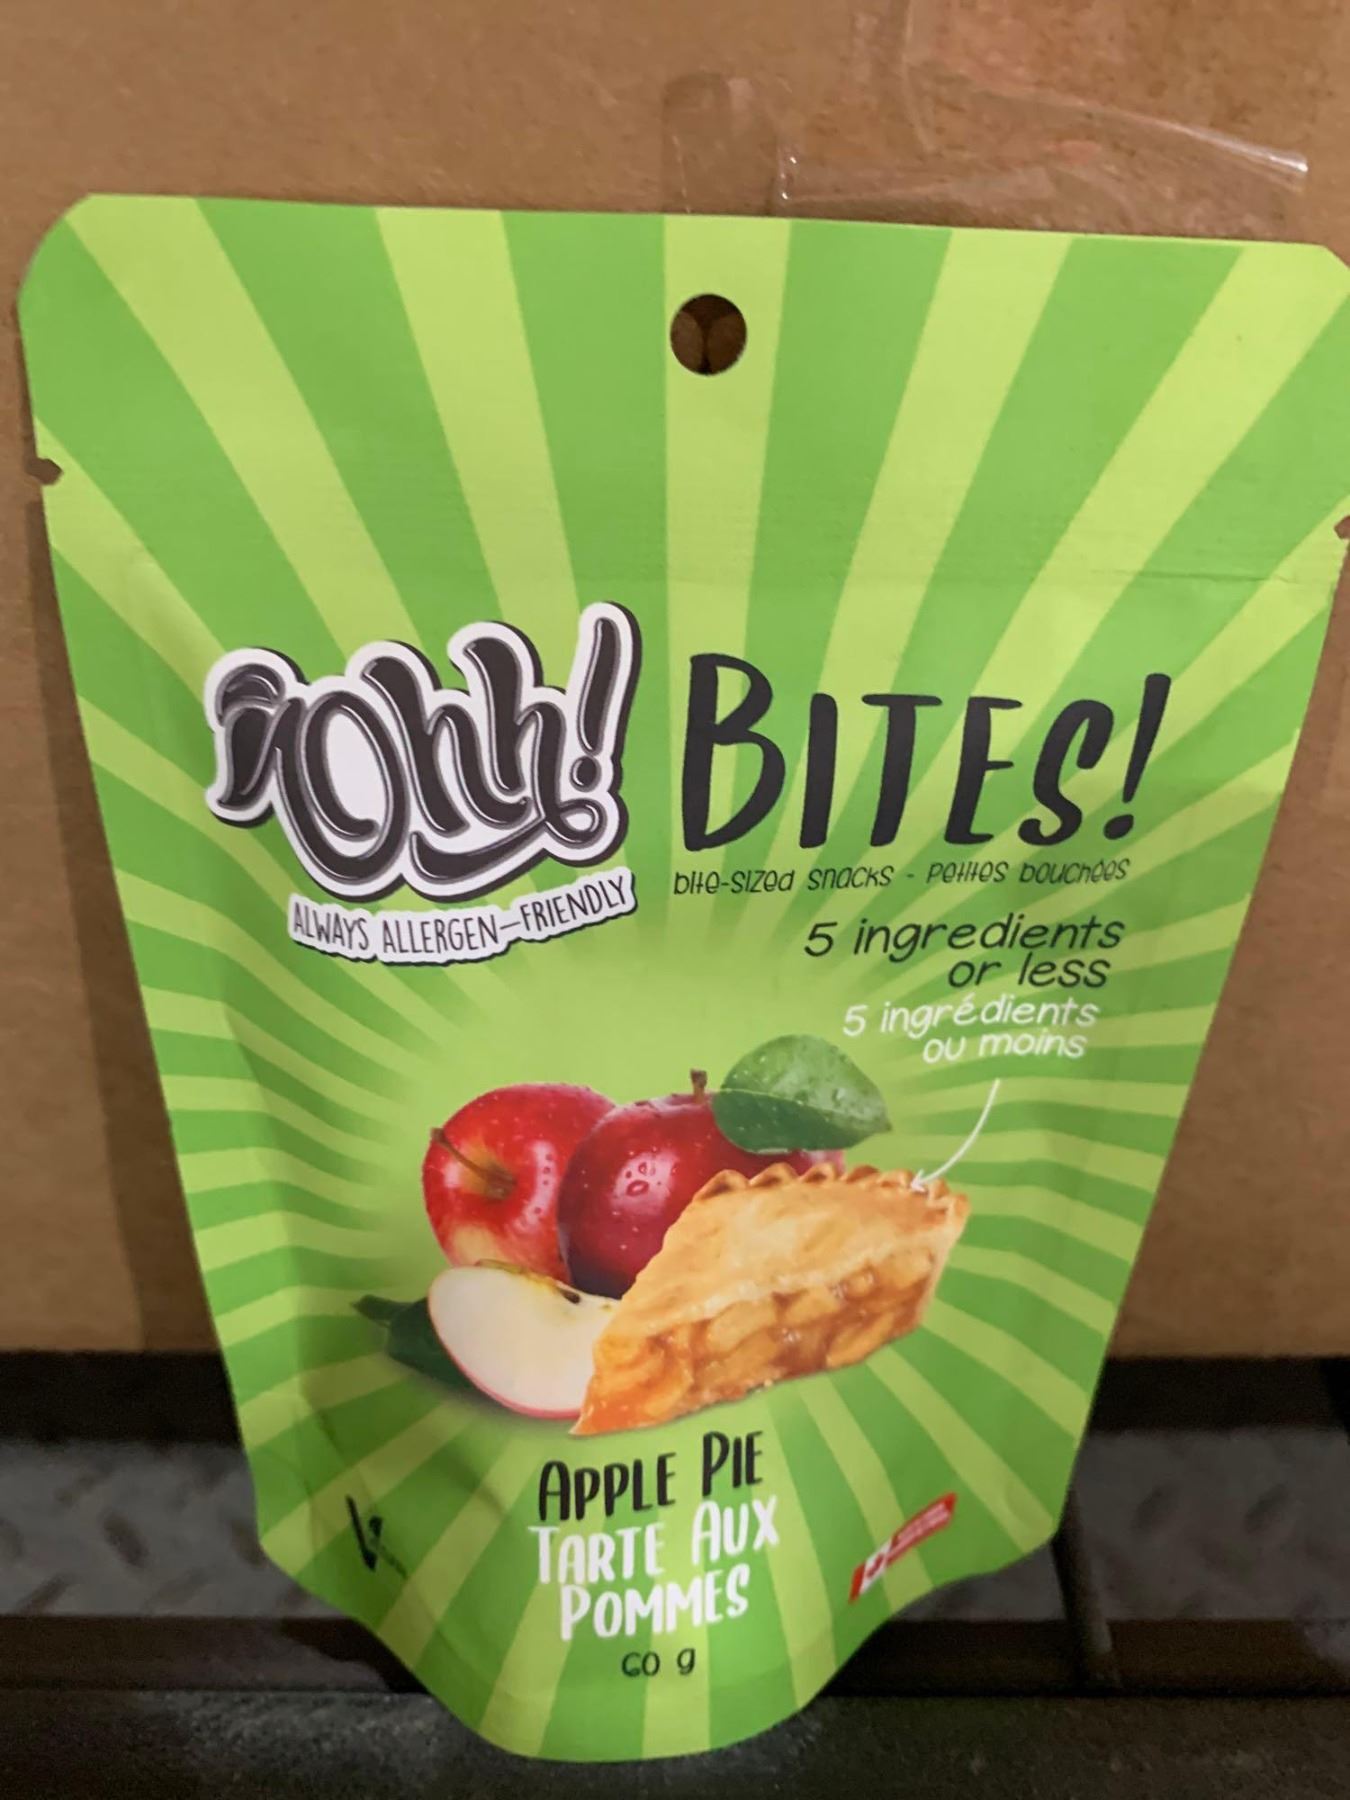 Ohh!
ALWAYS ALLERGEN-FRIENDLY
BITES!
bite-sized snacks - petites bouchées
5 ingredients
or less
5 ingrédients
ou moins
APPLE PIE
TARTE AUX
POMMES
60 g